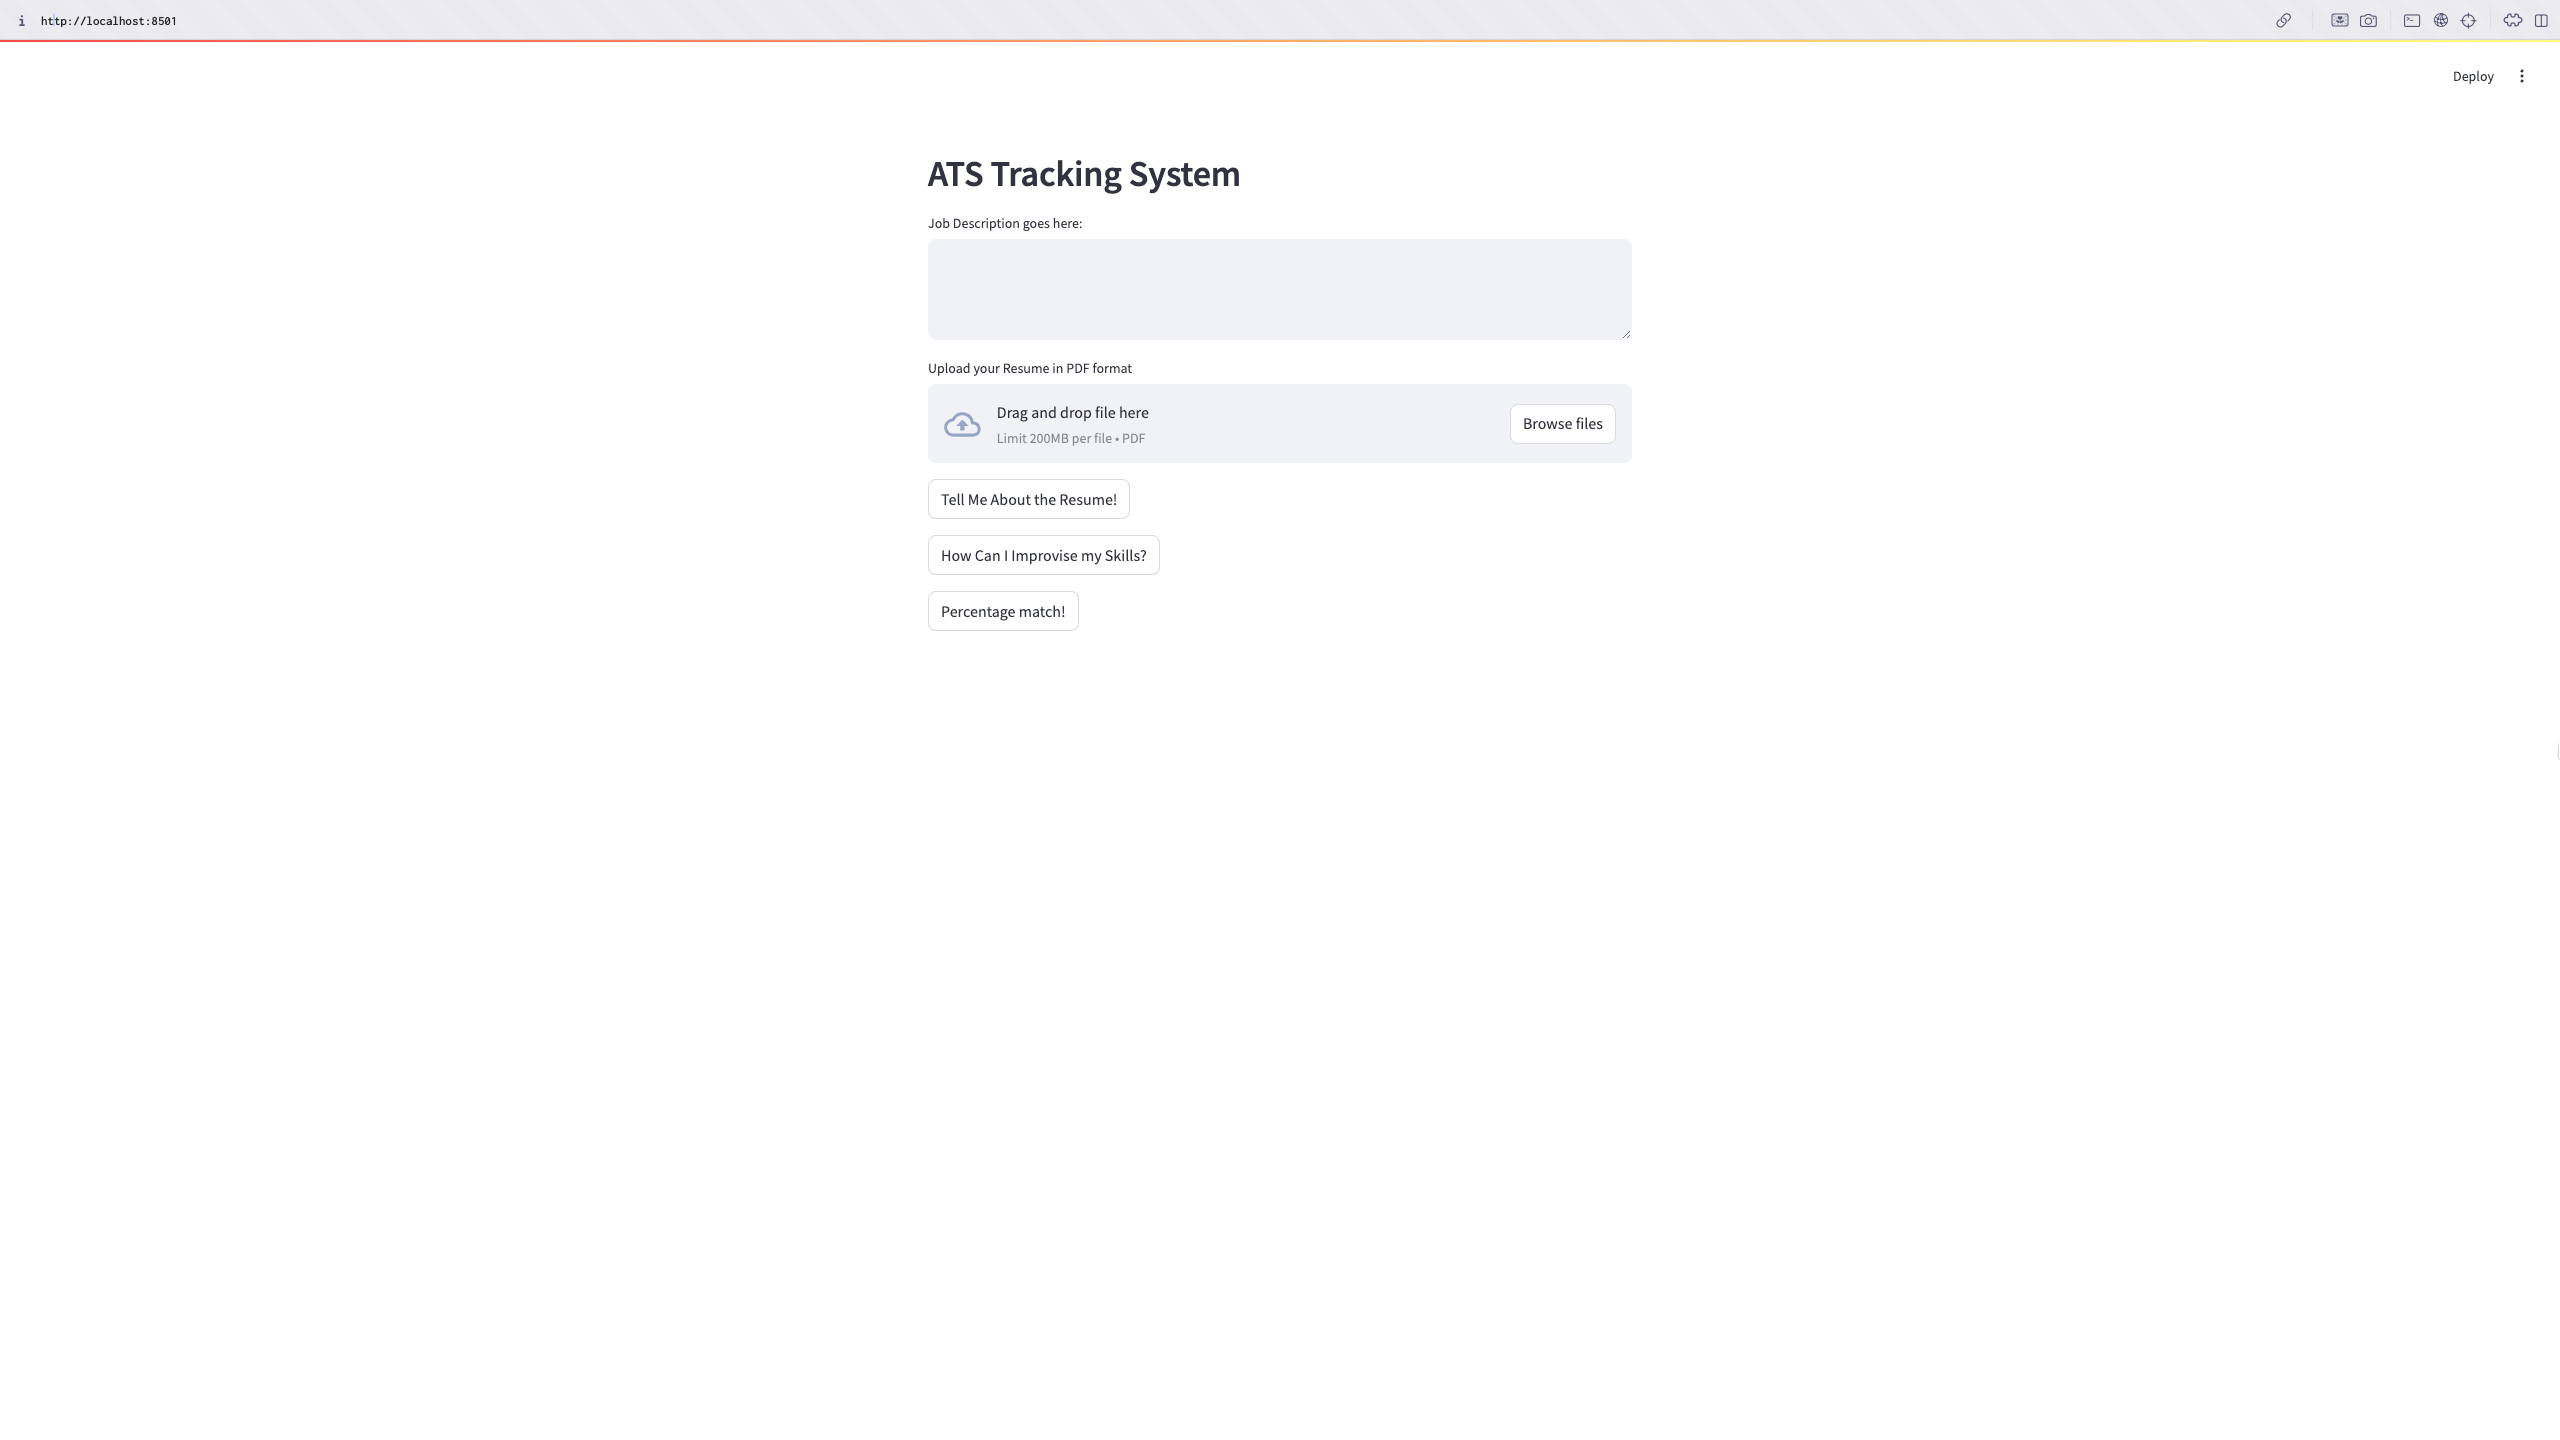 http://localhost:8501
Deploy
ATS Tracking System
Job Description goes here:
Upload your Resume in PDF format
Drag and drop file here
Limit 200MB per file • PDF
Browse files
Tell Me About the Resume!
How Can I Improvise my Skills?
Percentage match!